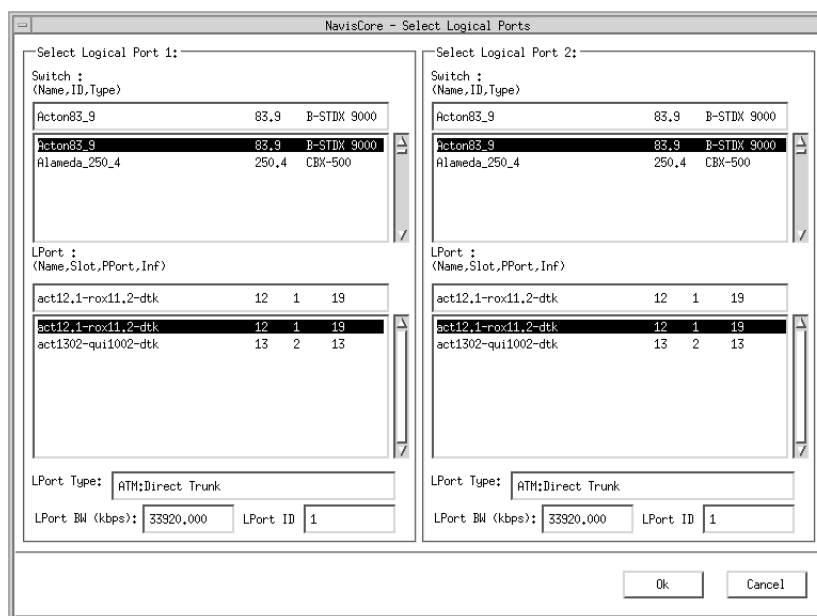 NavisCore - Select Logical Ports
Select Logical Port 1:
Switch :
(Name,ID,Type)
Acton83_9 83.9 B-STDX 9000
Acton83_9 83.9 B-STDX 9000
Alameda_250_4 250.4 CBX-500
LPort :
(Name,Slot,PPort,Inf)
act12.1-rox11.2-dtk 12 1 19
act12.1-rox11.2-dtk 12 1 19
act1302-qui1002-dtk 13 2 13
LPort Type: ATM:Direct Trunk
LPort BW (kbps): 33920.000 LPort ID 1
Select Logical Port 2:
Switch :
(Name,ID,Type)
Acton83_9 83.9 B-STDX 9000
Acton83_9 83.9 B-STDX 9000
Alameda_250_4 250.4 CBX-500
LPort :
(Name,Slot,PPort,Inf)
act12.1-rox11.2-dtk 12 1 19
act12.1-rox11.2-dtk 12 1 19
act1302-qui1002-dtk 13 2 13
LPort Type: ATM:Direct Trunk
LPort BW (kbps): 33920.000 LPort ID 1
Ok Cancel